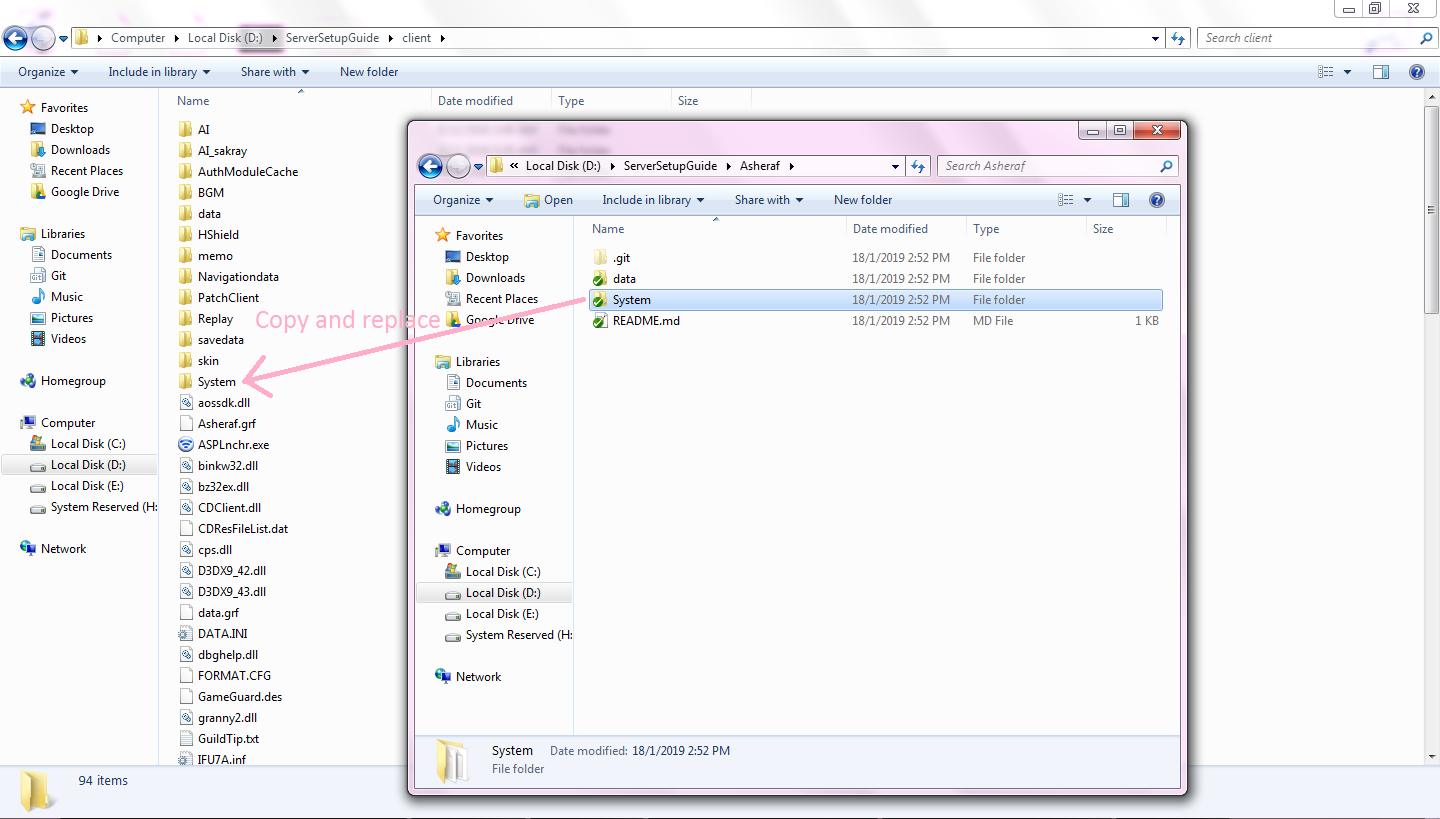 Computer Local Disk (D:) ServerSetupGuide client
Search client
Organize Include in library Share with New folder
Favorites
Desktop
Downloads
Recent Places
Google Drive
Libraries
Documents
Git
Music
Pictures
Videos
Homegroup
Computer
Local Disk (C:)
Local Disk (D:)
Local Disk (E:)
System Reserved (H:
Network
Name Date modified Type Size
AI
AI_sakray
AuthModuleCache
BGM
data
HShield
memo
Navigationdata
PatchClient
Replay
savedata
skin
System
aossdk.dll
Asheraf.grf
ASPLnchr.exe
binkw32.dll
bz32ex.dll
CDClient.dll
CDResFileList.dat
cps.dll
D3DX9_42.dll
D3DX9_43.dll
data.grf
DATA.INI
dbghelp.dll
FORMAT.CFG
GameGuard.des
granny2.dll
GuildTip.txt
IFU7A.inf
94 items
Copy and replace
« Local Disk (D:) ServerSetupGuide Asheraf
Search Asheraf
Organize Open Include in library Share with New folder
Favorites
Desktop
Downloads
Recent Places
Google Drive
Libraries
Documents
Git
Music
Pictures
Videos
Homegroup
Computer
Local Disk (C:)
Local Disk (D:)
Local Disk (E:)
System Reserved (H:
Network
Name Date modified Type Size
.git 18/1/2019 2:52 PM File folder
data 18/1/2019 2:52 PM File folder
System 18/1/2019 2:52 PM File folder
README.md 18/1/2019 2:52 PM MD File 1 KB
System Date modified: 18/1/2019 2:52 PM
File folder